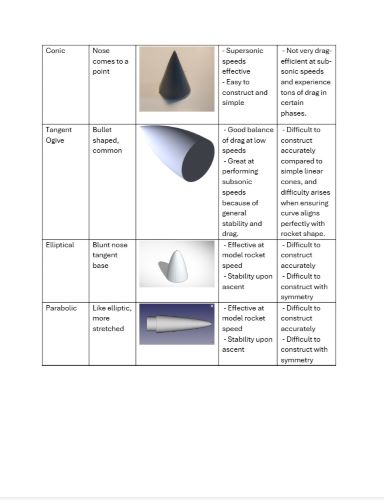 Conic
Nose
comes to a
point
- Supersonic
speeds
effective
- Easy to
construct and
simple
- Not very drag-
efficient at sub-
sonic speeds
and experience
tons of drag in
certain
phases.
Tangent
Ogive
Bullet
shaped,
common
- Good balance
of drag at low
speeds
- Great at
performing
subsonic
speeds
because of
general
stability and
drag.
- Difficult to
construct
accurately
compared to
simple linear
cones, and
difficulty arises
when ensuring
curve aligns
perfectly with
rocket shape.
Elliptical
Blunt nose
tangent
base
- Effective at
model rocket
speed
- Stability upon
ascent
- Difficult to
construct
accurately
- Difficult to
construct with
symmetry
Parabolic
Like elliptic,
more
stretched
- Effective at
model rocket
speed
- Stability upon
ascent
- Difficult to
construct
accurately
- Difficult to
construct with
symmetry